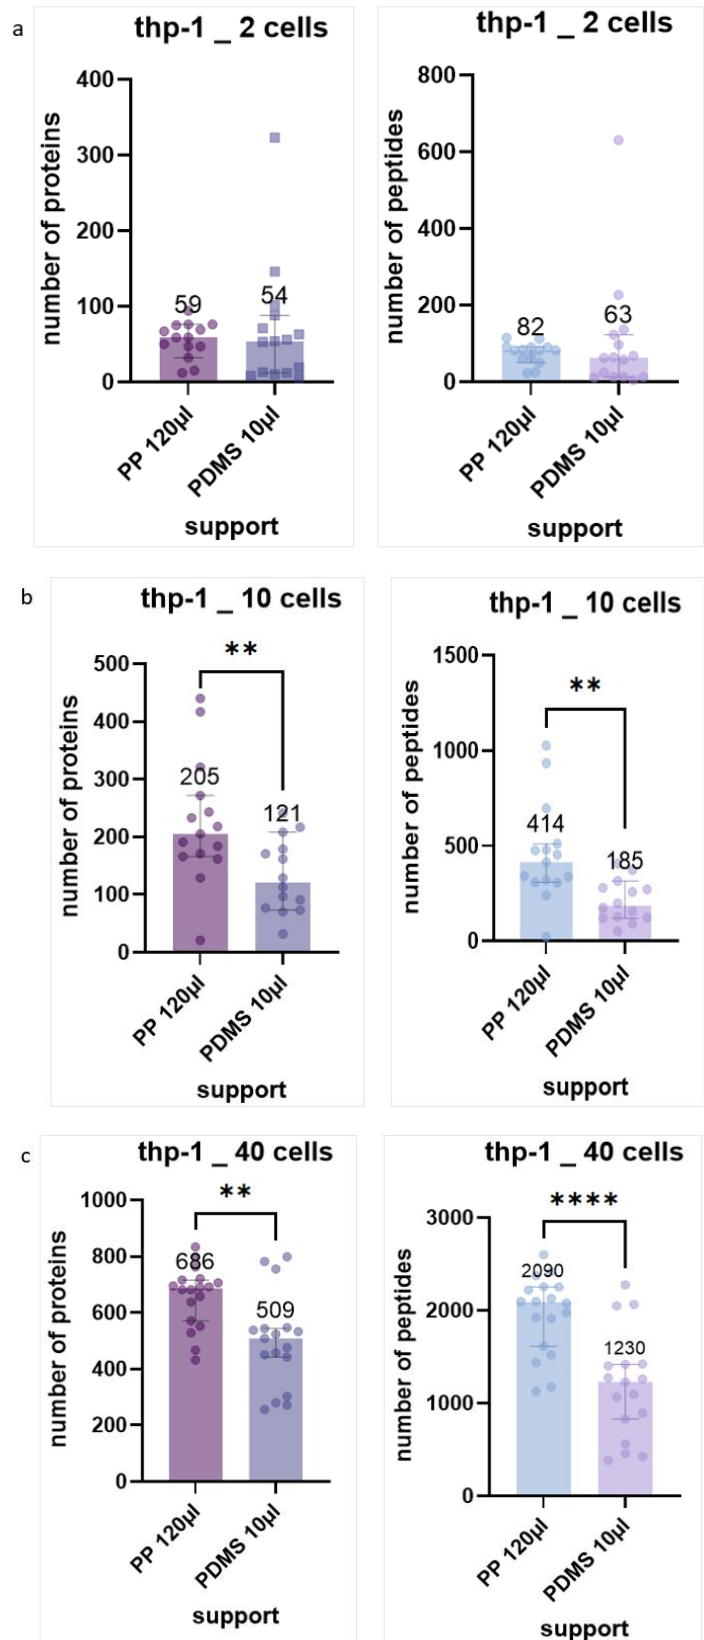 a
thp-1 _ 2 cells
number of proteins
400
300
200
100
0
59
54
PP 120µl
PDMS 10µl
support
thp-1 _ 2 cells
number of peptides
800
600
400
200
0
82
63
PP 120µl
PDMS 10µl
support
b
thp-1 _ 10 cells
number of proteins
500
400
300
200
100
0
**
205
121
PP 120µl
PDMS 10µl
support
thp-1 _ 10 cells
number of peptides
1500
1000
500
0
**
414
185
PP 120µl
PDMS 10µl
support
c
thp-1 _ 40 cells
number of proteins
1000
800
600
400
200
0
**
686
509
PP 120µl
PDMS 10µl
support
thp-1 _ 40 cells
number of peptides
3000
2000
1000
0
****
2090
1230
PP 120µl
PDMS 10µl
support